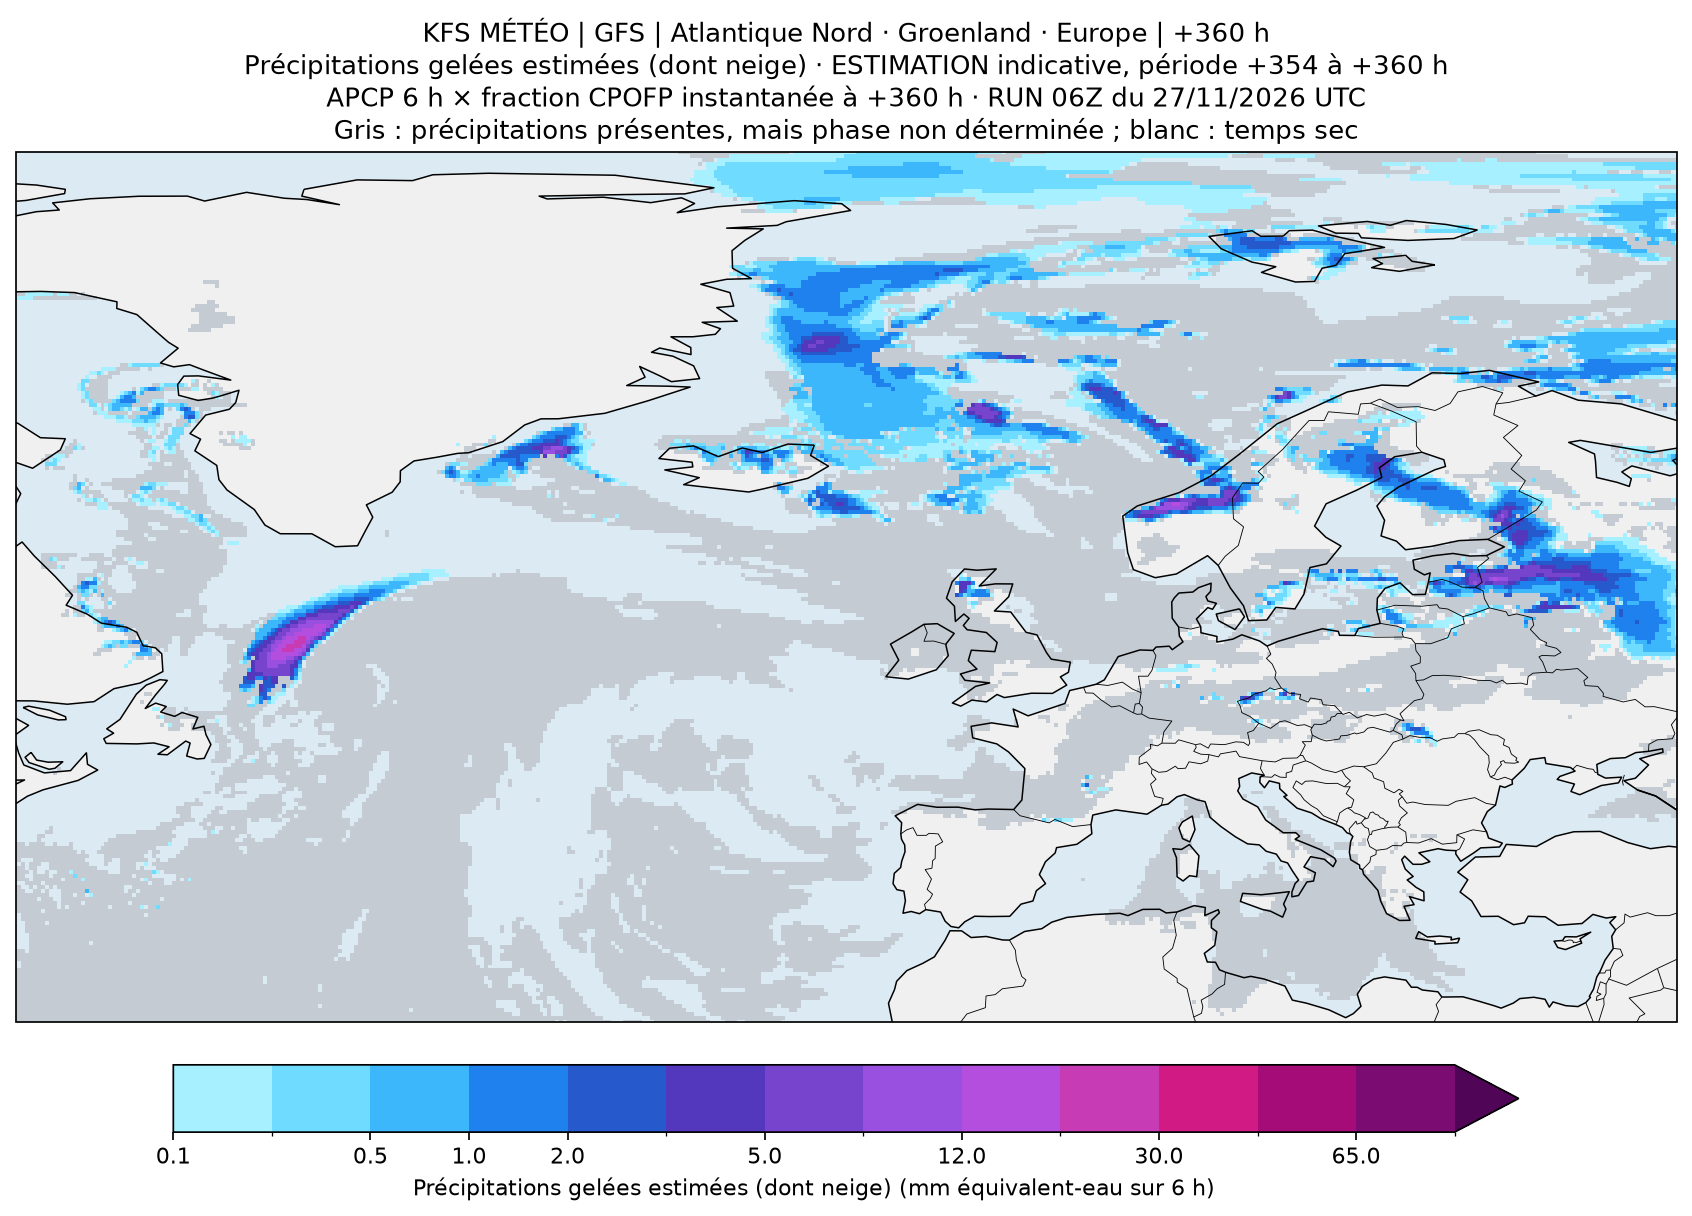 KFS MÉTÉO | GFS | Atlantique Nord · Groenland · Europe | +360 h
Précipitations gelées estimées (dont neige) · ESTIMATION indicative, période +354 à +360 h
APCP 6 h × fraction CPOFP instantanée à +360 h · RUN 06Z du 27/11/2026 UTC
Gris : précipitations présentes, mais phase non déterminée ; blanc : temps sec
0.1 0.5 1.0 2.0 5.0 12.0 30.0 65.0
Précipitations gelées estimées (dont neige) (mm équivalent-eau sur 6 h)